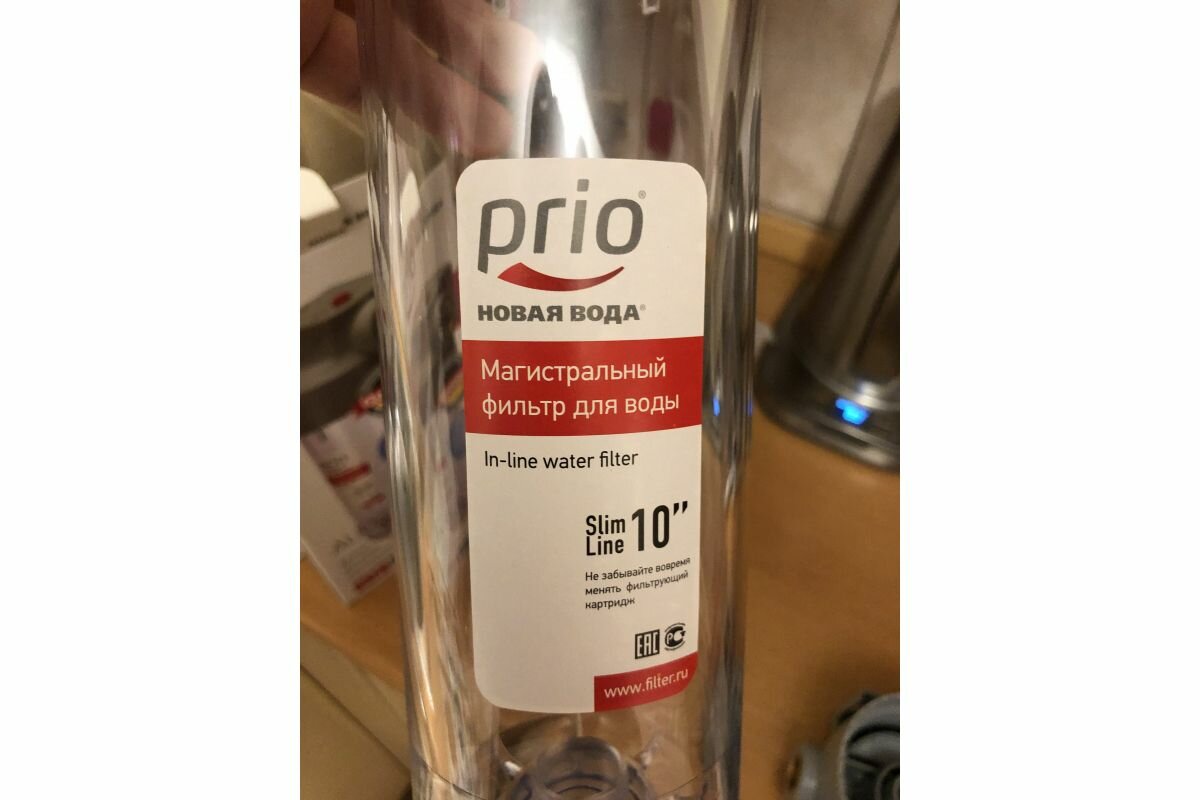 prio®
НОВАЯ ВОДА®
Магистральный
фильтр для воды
In-line water filter
Slim
Line 10”
Не забывайте вовремя
менять фильтрующий
картридж
EAC PC
www.filter.ru